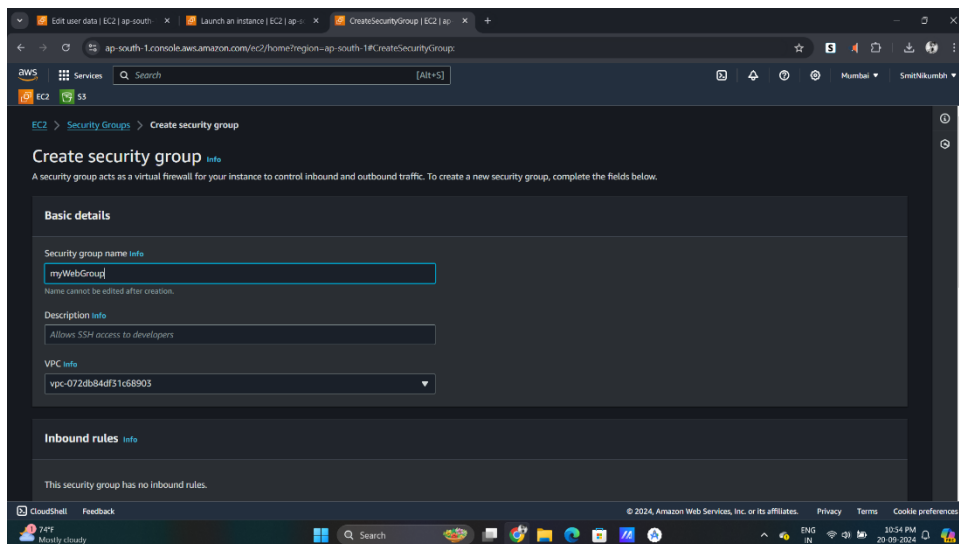 Edit user data | EC2 | ap-south-
Launch an instance | EC2 | ap-s
CreateSecurityGroup | EC2 | ap-
ap-south-1.console.aws.amazon.com/ec2/home?region=ap-south-1#CreateSecurityGroup:
aws
Services
Search
[Alt+S]
Mumbai
SmitNikumbh
EC2
S3
EC2 > Security Groups > Create security group
Create security group Info
A security group acts as a virtual firewall for your instance to control inbound and outbound traffic. To create a new security group, complete the fields below.
Basic details
Security group name Info
myWebGroup
Name cannot be edited after creation.
Description Info
Allows SSH access to developers
VPC Info
vpc-072db84df31c68903
Inbound rules Info
This security group has no inbound rules.
CloudShell Feedback
© 2024, Amazon Web Services, Inc. or its affiliates.
Privacy Terms Cookie preferences
1
74°F
Mostly cloudy
Search
ENG
IN
10:54 PM
20-09-2024